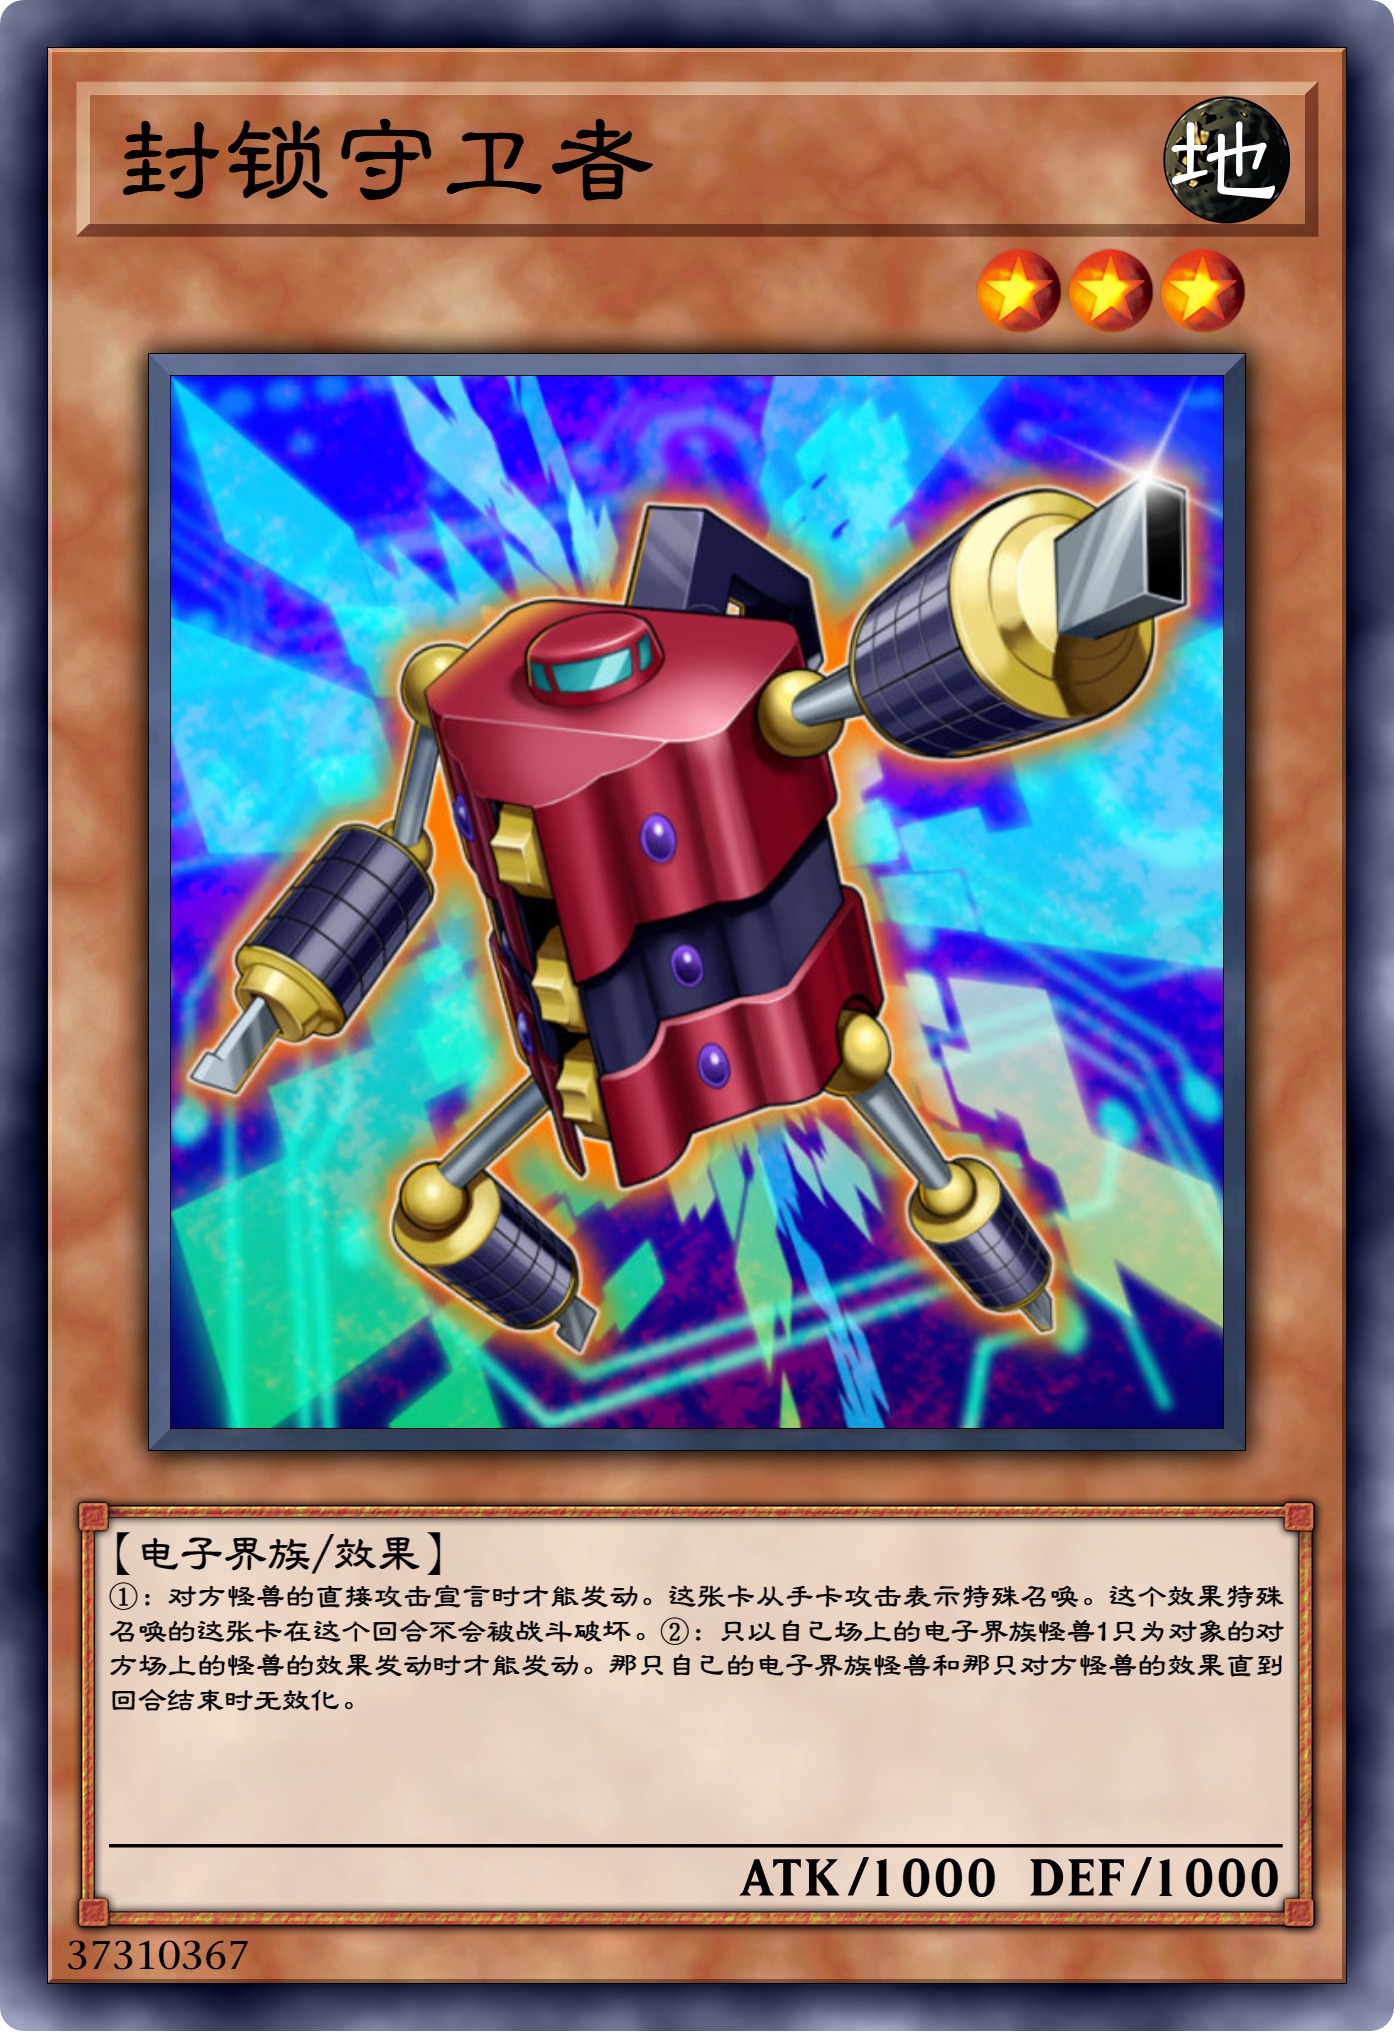 封锁守卫者
地
【电子界族/效果】
①：对方怪兽的直接攻击宣言时才能发动。这张卡从手卡攻击表示特殊召唤。这个效果特殊
召唤的这张卡在这个回合不会被战斗破坏。②：只以自己场上的电子界族怪兽1只为对象的对
方场上的怪兽的效果发动时才能发动。那只自己的电子界族怪兽和那只对方怪兽的效果直到
回合结束时无效化。
ATK/1000 DEF/1000
37310367